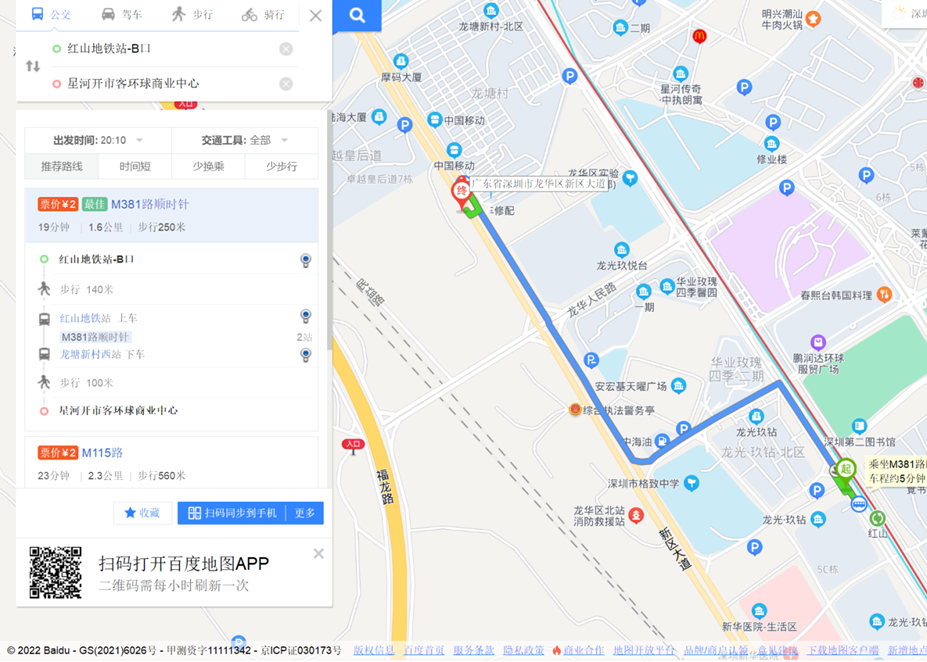 公交
驾车
步行
骑行
红山地铁站-B口
星河开市客环球商业中心
入口
出发时间: 20:10
交通工具: 全部
推荐路线
时间短
少换乘
少步行
票价¥2 最佳 M381路顺时针
19分钟 | 1.6公里 | 步行250米
红山地铁站-B口
步行 140米
红山地铁站 上车
M381路顺时针
2站
龙塘新村西站 下车
步行 100米
星河开市客环球商业中心
票价¥2 M115路
23分钟 | 2.3公里 | 步行560米
收藏
扫码同步到手机
更多
扫码打开百度地图APP
二维码需每小时刷新一次
龙塘新村-北区
二期
明兴潮汕
牛肉火锅
摩码大厦
星河传奇
中执朗寓
龙塘村
中国移动
修业楼
中国移动
卓越皇后道7栋
龙华区实验
广东省深圳市龙华区新区大道
终
车修配
6栋
龙光玖悦台
民益路
龙华人民路
一期
华业玫瑰
四季馨园
春熙台韩国料理
鹏润达环球
服贸广场
华业玫瑰
四季-二期
安宏基天曜广场
综合执法警务亭
中海油
龙光玖钻
龙光·玖钻-北区
深圳第二图书馆
入口
福龙路
起
乘坐M381路
车程约5分钟
深圳市格致中学
龙华区北站
消防救援站
新区大道
龙光·玖钻
红山
5C栋
新华医院·生活区
龙光·玖钻
© 2022 Baidu - GS(2021)6026号 - 甲测资字11111342 - 京ICP证030173号
版权信息
百度首页
服务条款
隐私政策
商业合作
地图开放平台
品牌/商户认领
意见建议
下载地图客户端
新增地点